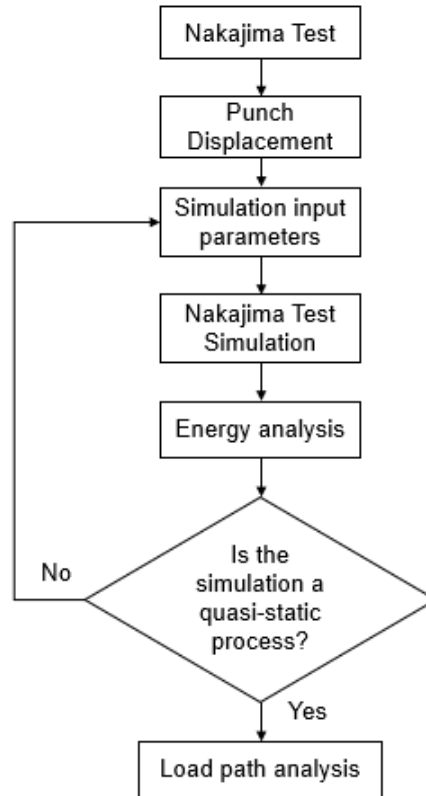 Nakajima Test
Punch
Displacement
Simulation input
parameters
Nakajima Test
Simulation
Energy analysis
Is the
simulation a
quasi-static
process?
No
Yes
Load path analysis